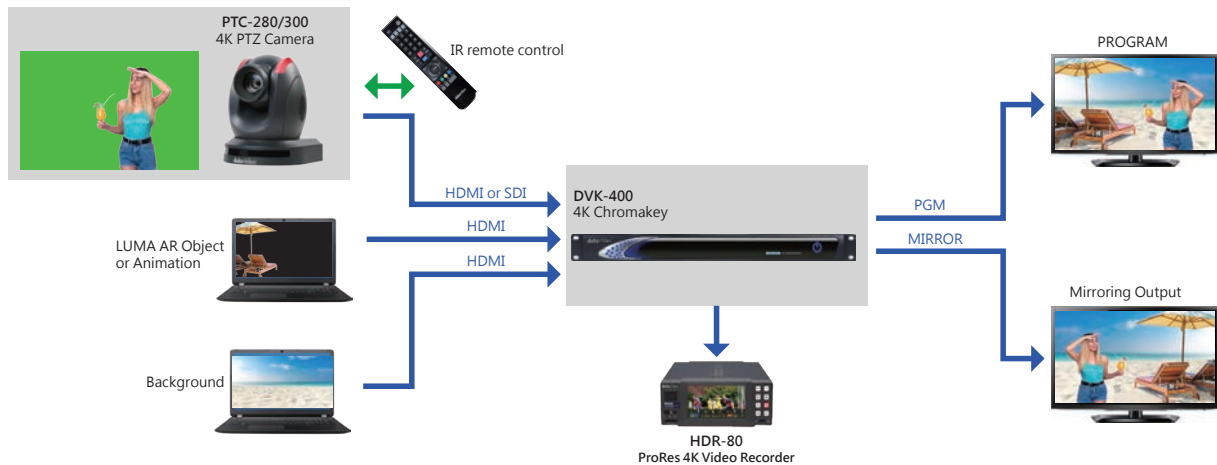 PTC-280/300
4K PTZ Camera
IR remote control
PROGRAM
HDMI or SDI
DVK-400
4K Chromakey
PGM
HDMI
LUMA AR Object
or Animation
MIRROR
HDMI
Mirroring Output
Background
HDR-80
ProRes 4K Video Recorder